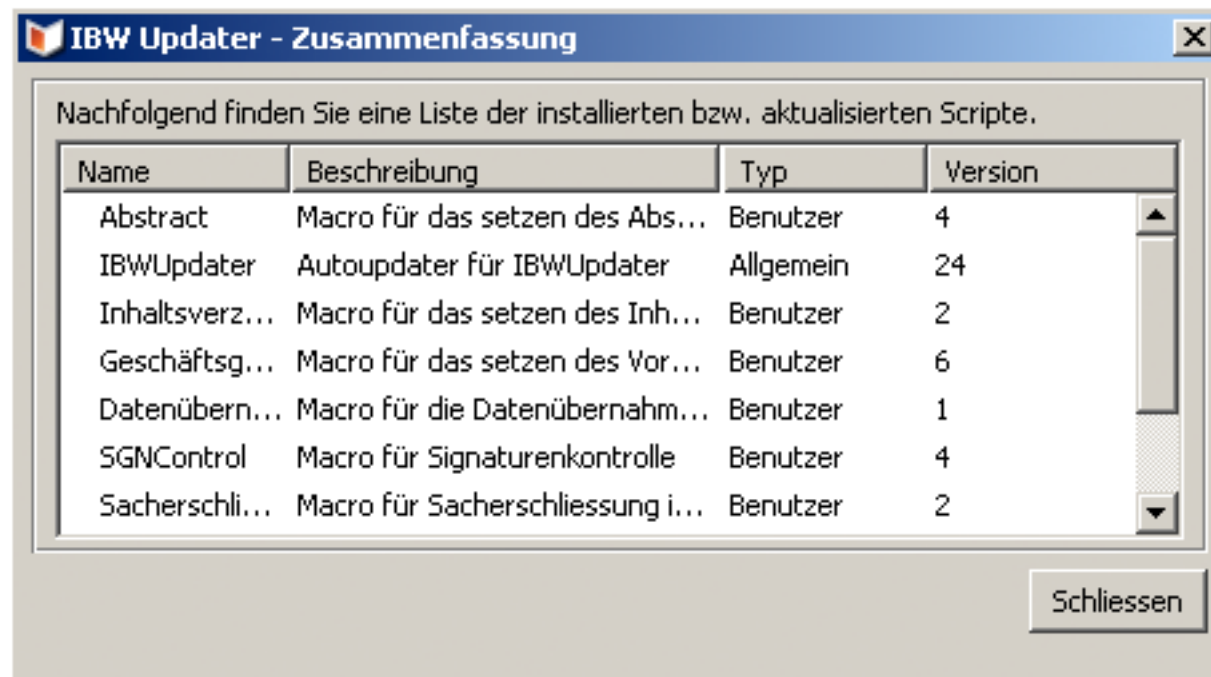 IBW Updater - Zusammenfassung
Nachfolgend finden Sie eine Liste der installierten bzw. aktualisierten Scripte.
Name Beschreibung Typ Version
Abstract Macro für das setzen des Abs... Benutzer 4
IBWUpdater Autoupdater für IBWUpdater Allgemein 24
Inhaltsverz... Macro für das setzen des Inh... Benutzer 2
Geschäftsg... Macro für das setzen des Vor... Benutzer 6
Datenübern... Macro für die Datenübernahm... Benutzer 1
SGNControl Macro für Signaturenkontrolle Benutzer 4
Sacherschli... Macro für Sacherschliessung i... Benutzer 2
Schliessen